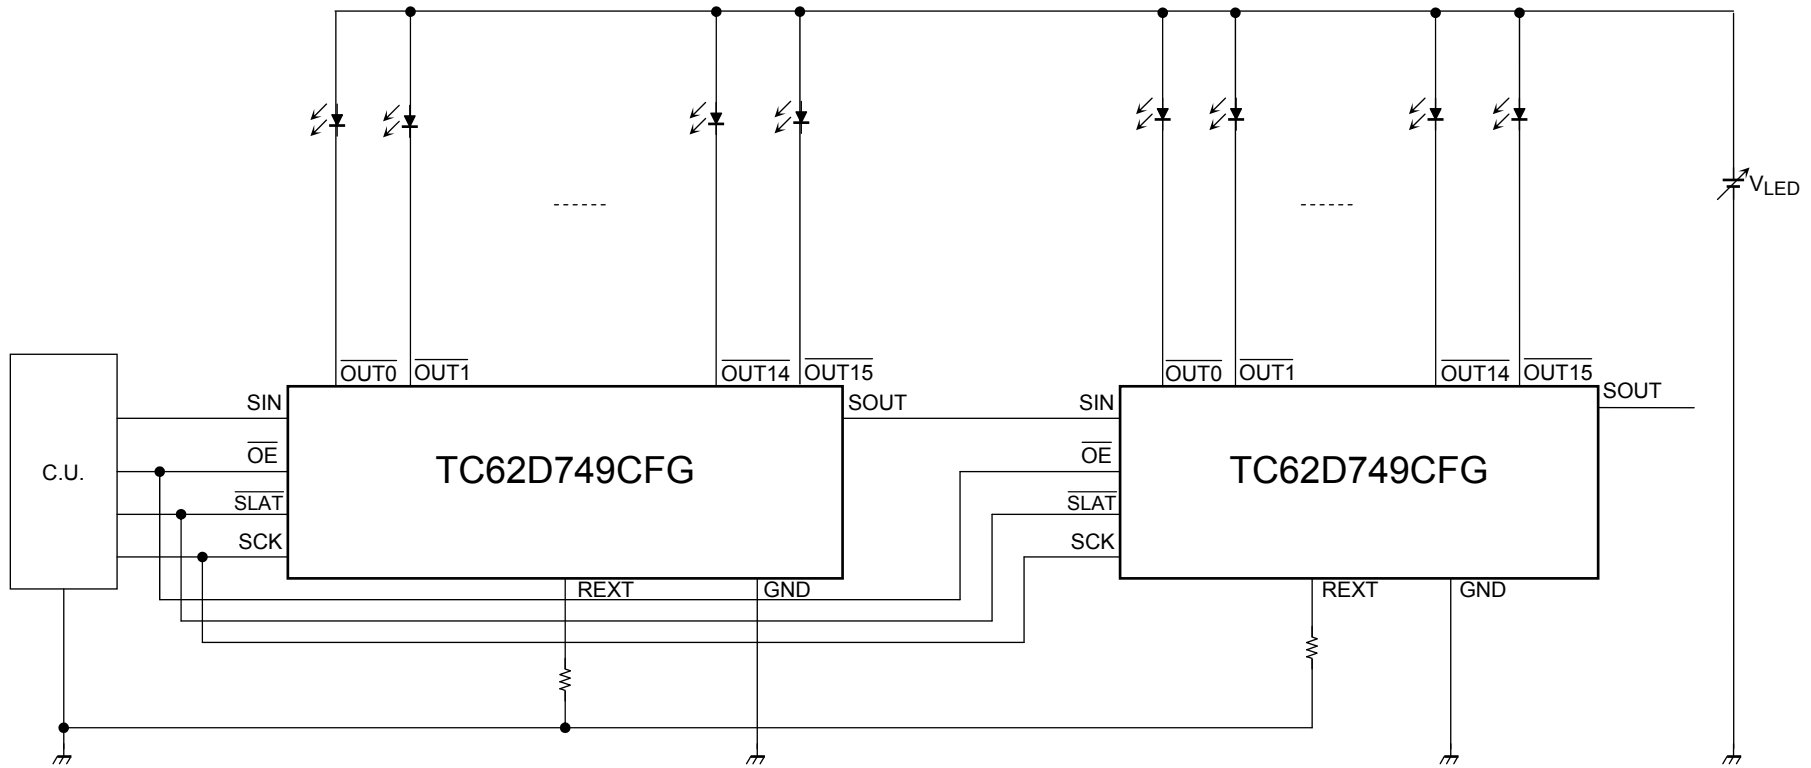 VLED
OUT0 OUT1 OUT14 OUT15 OUT0 OUT1 OUT14 OUT15
SIN SOUT SIN SOUT
C.U. OE TC62D749CFG OE TC62D749CFG
SLAT SLAT
SCK SCK
REXT GND REXT GND